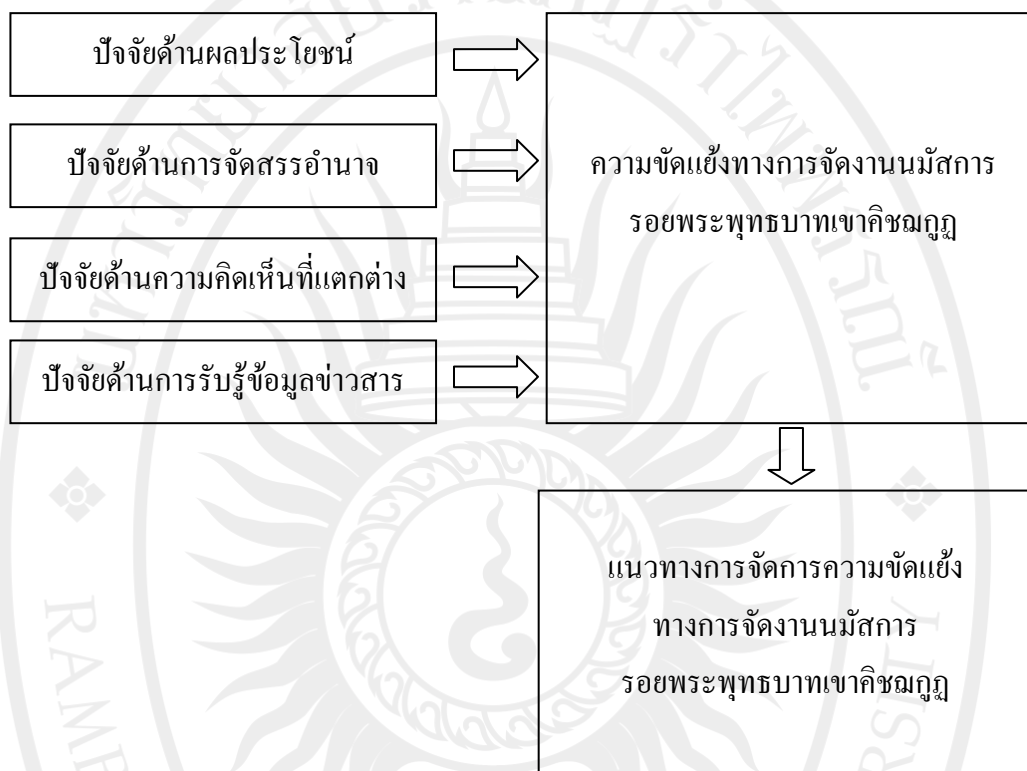 ปัจจัยด้านผลประโยชน์
ปัจจัยด้านการจัดสรรอำนาจ
ปัจจัยด้านความคิดเห็นที่แตกต่าง
ปัจจัยด้านการรับรู้ข้อมูลข่าวสาร
ความขัดแย้งทางการจัดงานนมัสการ
รอยพระพุทธบาทเขาคิชฌกูฏ
แนวทางการจัดการความขัดแย้ง
ทางการจัดงานนมัสการ
รอยพระพุทธบาทเขาคิชฌกูฏ